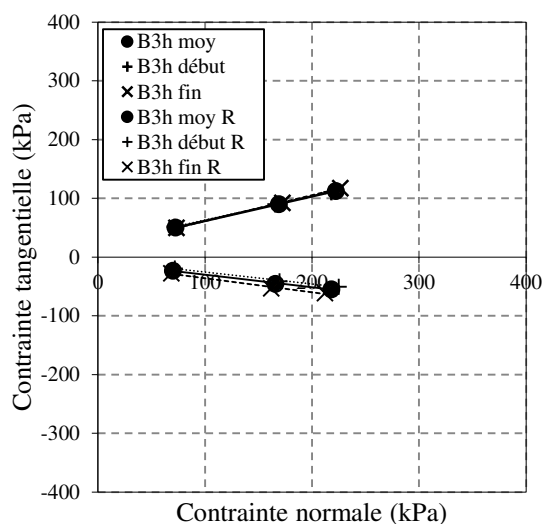 400
B3h moy
B3h début
300
B3h fin
B3h moy R
B3h début R
200
B3h fin R
100
0
0 100 200 300 400
-100
-200
-300
-400
Contrainte tangentielle (kPa)
Contrainte normale (kPa)